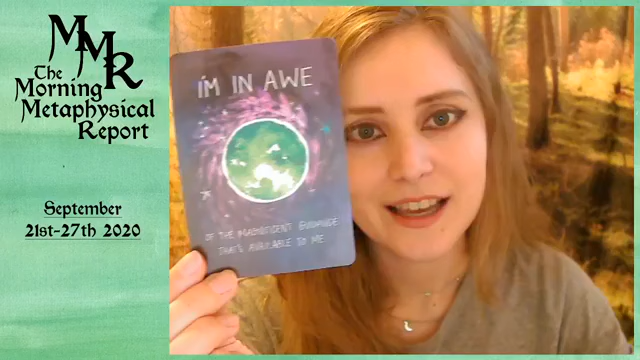 MMR
The
Morning
Metaphysical
Report
September
21st-27th 2020
I'M IN AWE
OF THE MAGNIFICENT GUIDANCE
THAT'S AVAILABLE TO ME